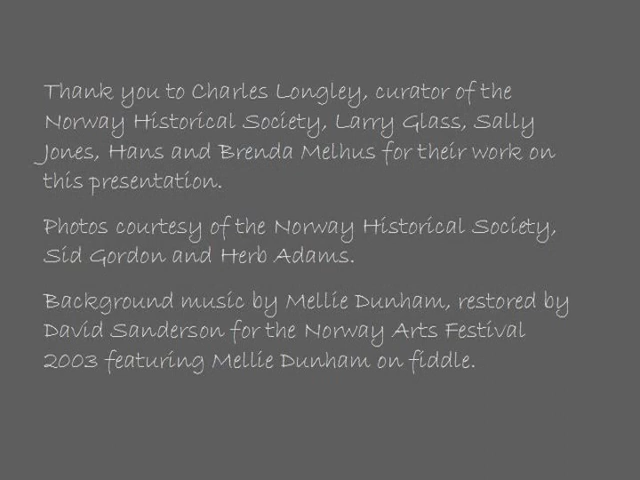 Thank you to Charles Longley, curator of the
Norway Historical Society, Larry Glass, Sally
Jones, Hans and Brenda Melhus for their work on
this presentation.
Photos courtesy of the Norway Historical Society,
Sid Gordon and Herb Adams.
Background music by Mellie Dunham, restored by
David Sanderson for the Norway Arts Festival
2003 featuring Mellie Dunham on fiddle.